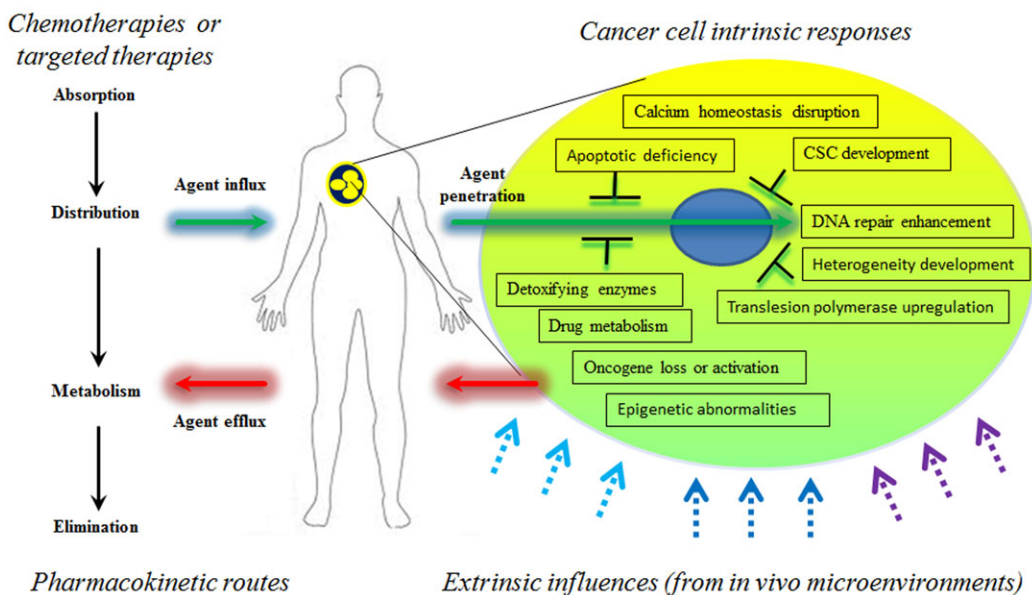 Chemotherapies or
targeted therapies
Absorption
Distribution
Metabolism
Elimination
Pharmacokinetic routes
Agent influx
Agent efflux
Cancer cell intrinsic responses
Agent
penetration
Calcium homeostasis disruption
Apoptotic deficiency
CSC development
DNA repair enhancement
Heterogeneity development
Detoxifying enzymes
Translesion polymerase upregulation
Drug metabolism
Oncogene loss or activation
Epigenetic abnormalities
Extrinsic influences (from in vivo microenvironments)